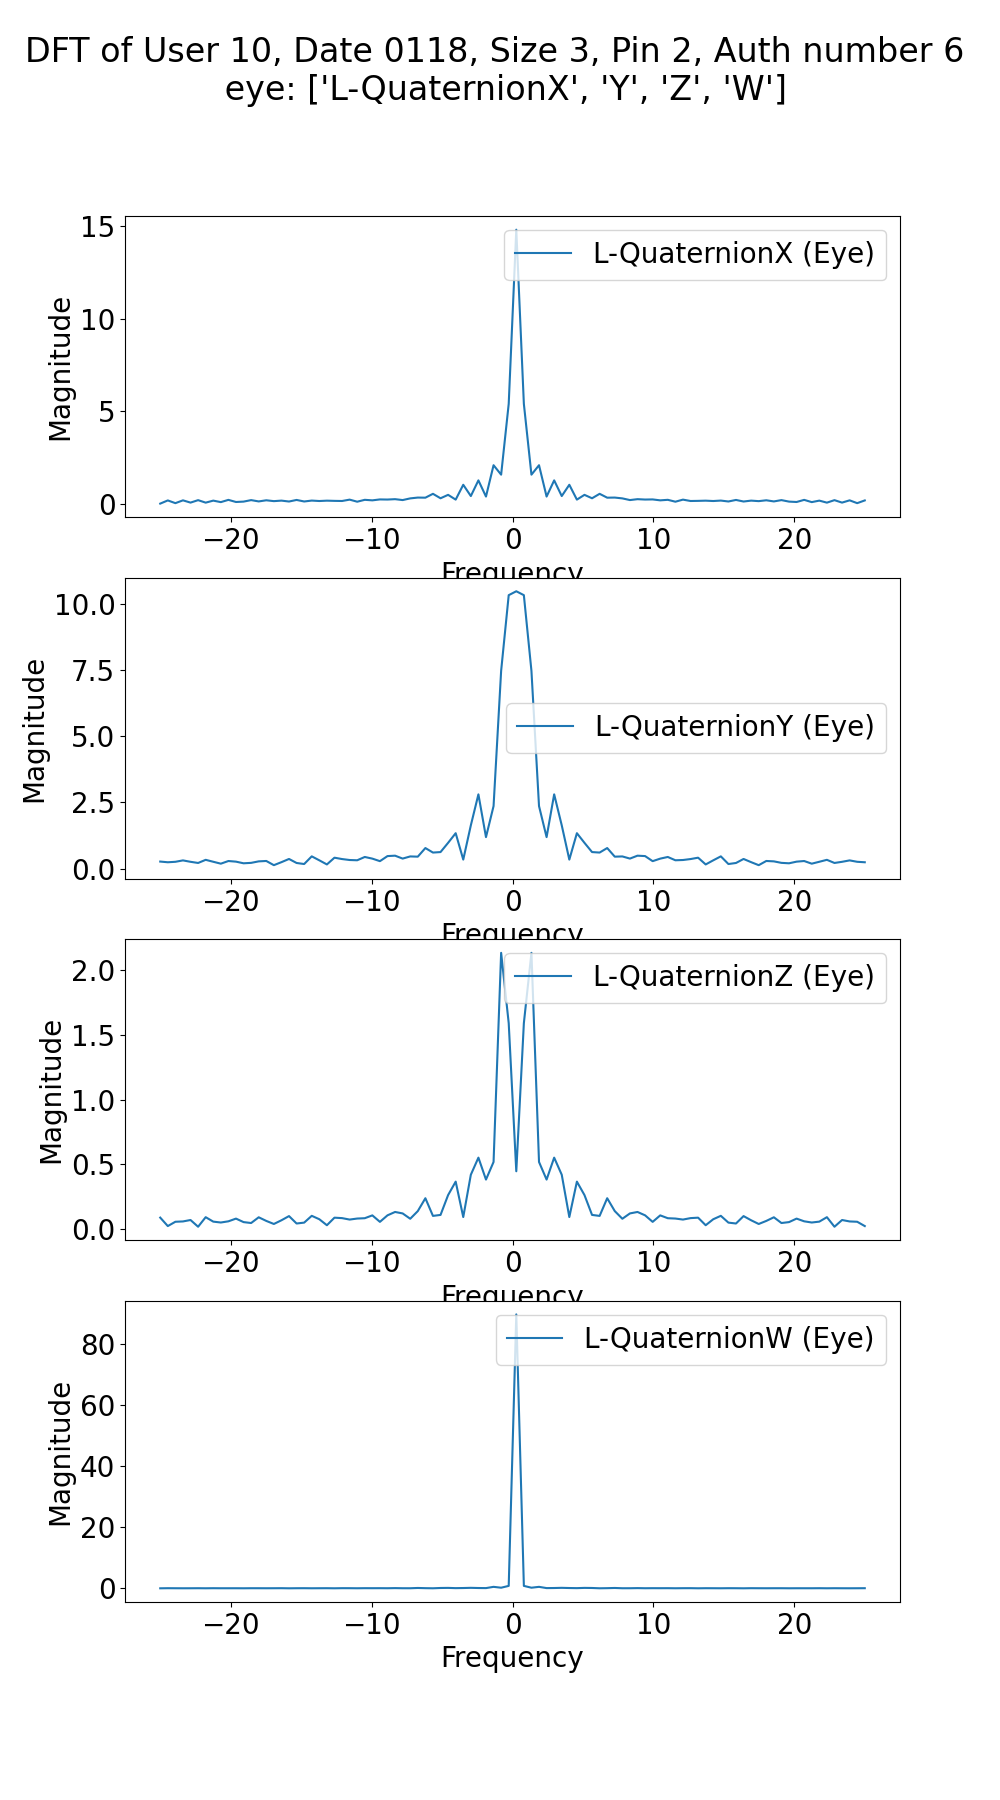 DFT of User 10, Date 0118, Size 3, Pin 2, Auth number 6
eye: ['L-QuaternionX', 'Y', 'Z', 'W']
15
10
5
0
Magnitude
L-QuaternionX (Eye)
−20 −10 0 10 20
Frequency
10.0
7.5
5.0
2.5
0.0
Magnitude
L-QuaternionY (Eye)
−20 −10 0 10 20
Frequency
2.0
1.5
1.0
0.5
0.0
Magnitude
L-QuaternionZ (Eye)
−20 −10 0 10 20
Frequency
80
60
40
20
0
Magnitude
L-QuaternionW (Eye)
−20 −10 0 10 20
Frequency